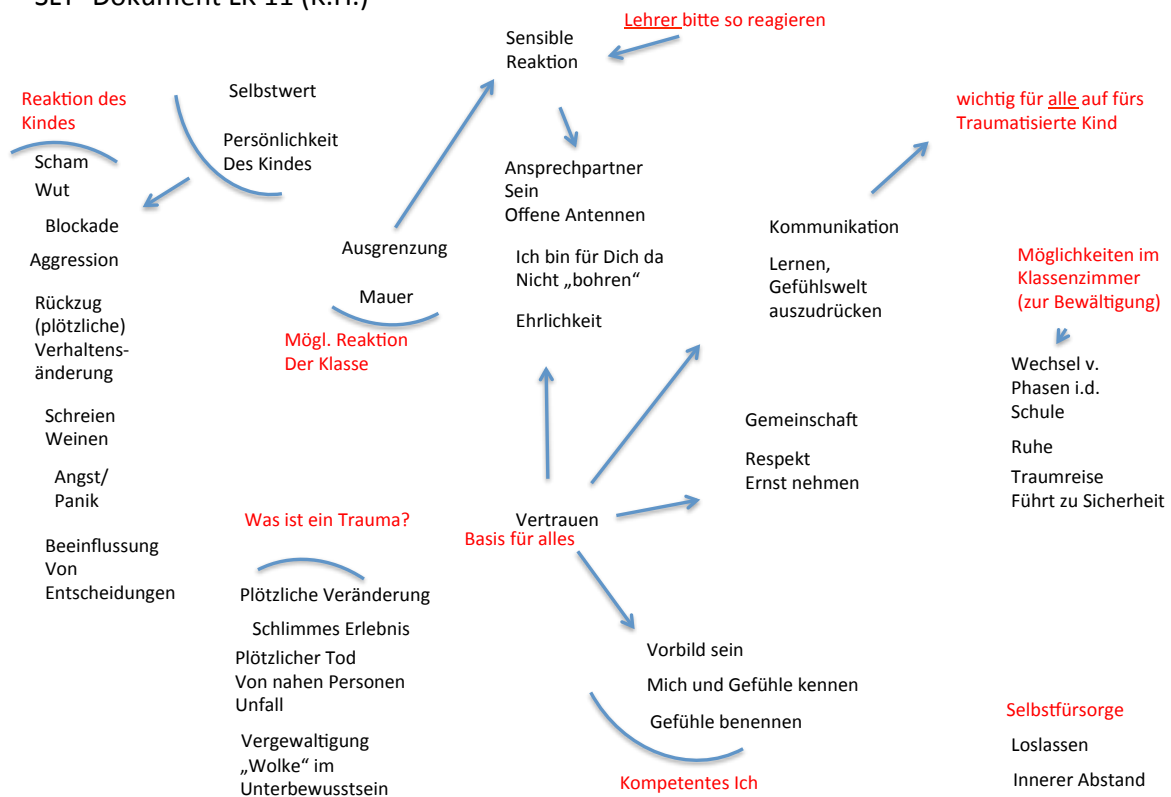 SET- Dokument LK 11 (K.H.)
Lehrer bitte so reagieren
Sensible
Reaktion
Reaktion des
Kindes
Scham
Wut
Blockade
Aggression
Rückzug
(plötzliche)
Verhaltens-
änderung
Schreien
Weinen
Angst/
Panik
Beeinflussung
Von
Entscheidungen
Selbstwert
Persönlichkeit
Des Kindes
Ausgrenzung
Mauer
Mögl. Reaktion
Der Klasse
Ansprechpartner
Sein
Offene Antennen
Ich bin für Dich da
Nicht „bohren“
Ehrlichkeit
wichtig für alle auf fürs
Traumatisierte Kind
Kommunikation
Lernen,
Gefühlswelt
auszudrücken
Möglichkeiten im
Klassenzimmer
(zur Bewältigung)
Wechsel v.
Phasen i.d.
Schule
Ruhe
Traumreise
Führt zu Sicherheit
Gemeinschaft
Respekt
Ernst nehmen
Vertrauen
Basis für alles
Was ist ein Trauma?
Plötzliche Veränderung
Schlimmes Erlebnis
Plötzlicher Tod
Von nahen Personen
Unfall
Vergewaltigung
„Wolke“ im
Unterbewusstsein
Vorbild sein
Mich und Gefühle kennen
Gefühle benennen
Kompetentes Ich
Selbstfürsorge
Loslassen
Innerer Abstand